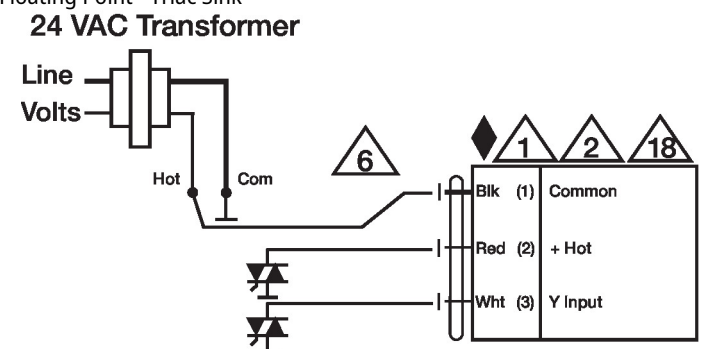 Floating Point - Triac Sink
24 VAC Transformer
Line
Volts
Hot
Com
6
1
2
18
Blk (1) Common
Red (2) + Hot
Wht (3) Y Input